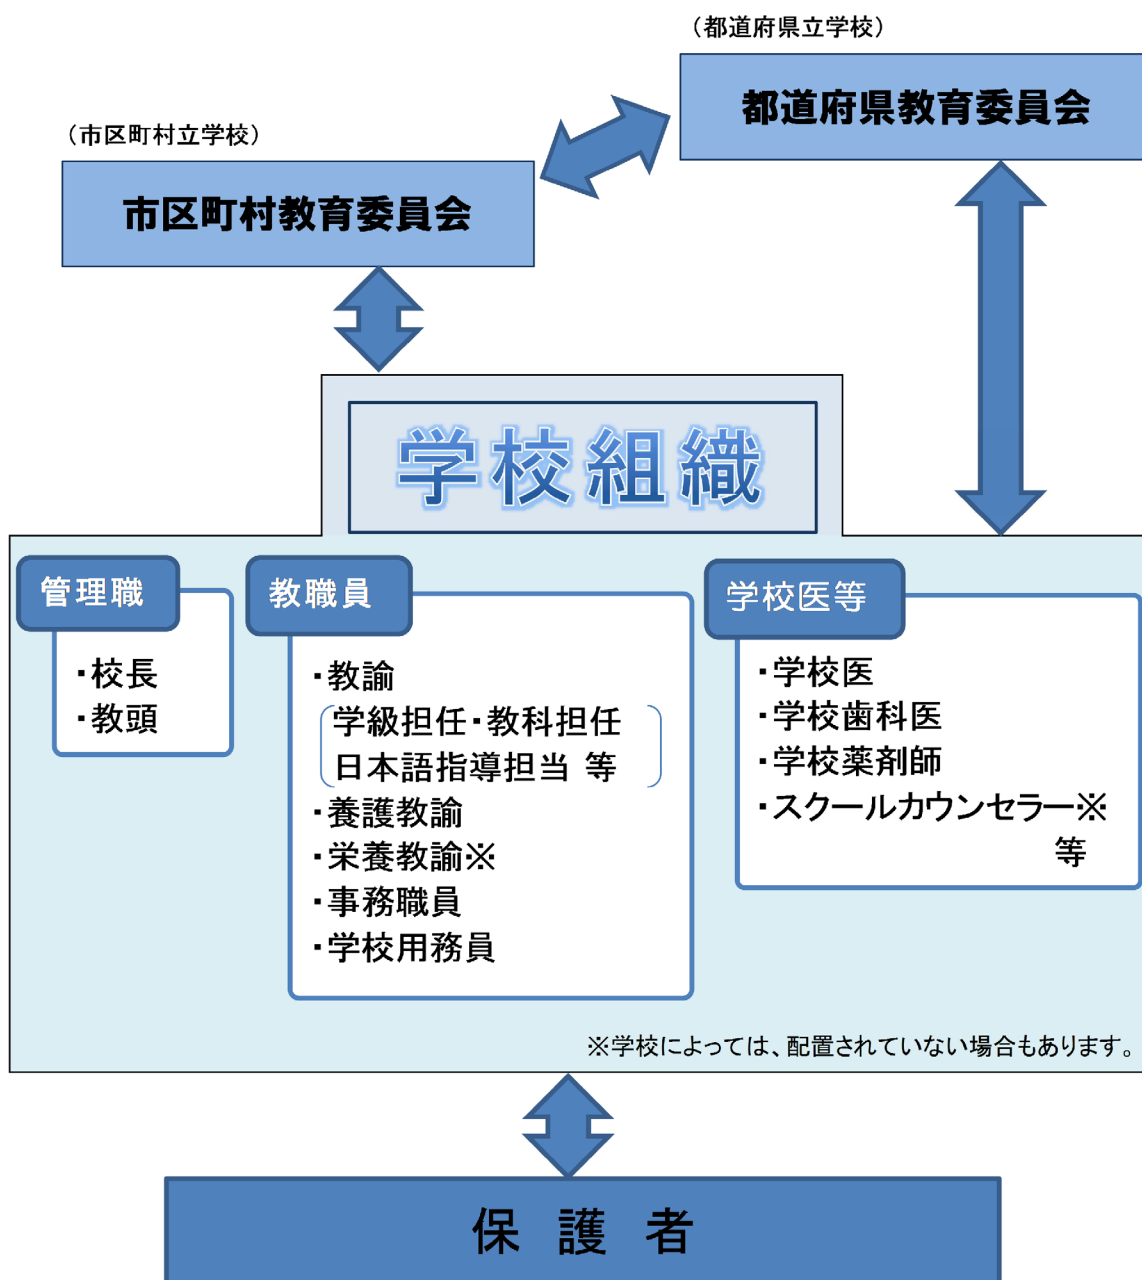 （都道府県立学校）
都道府県教育委員会
（市区町村立学校）
市区町村教育委員会
学校組織
管理職
・校長
・教頭
教職員
・教諭
学級担任・教科担任
日本語指導担当 等
・養護教諭
・栄養教諭※
・事務職員
・学校用務員
学校医等
・学校医
・学校歯科医
・学校薬剤師
・スクールカウンセラー※
等
※学校によっては、配置されていない場合もあります。
保護者